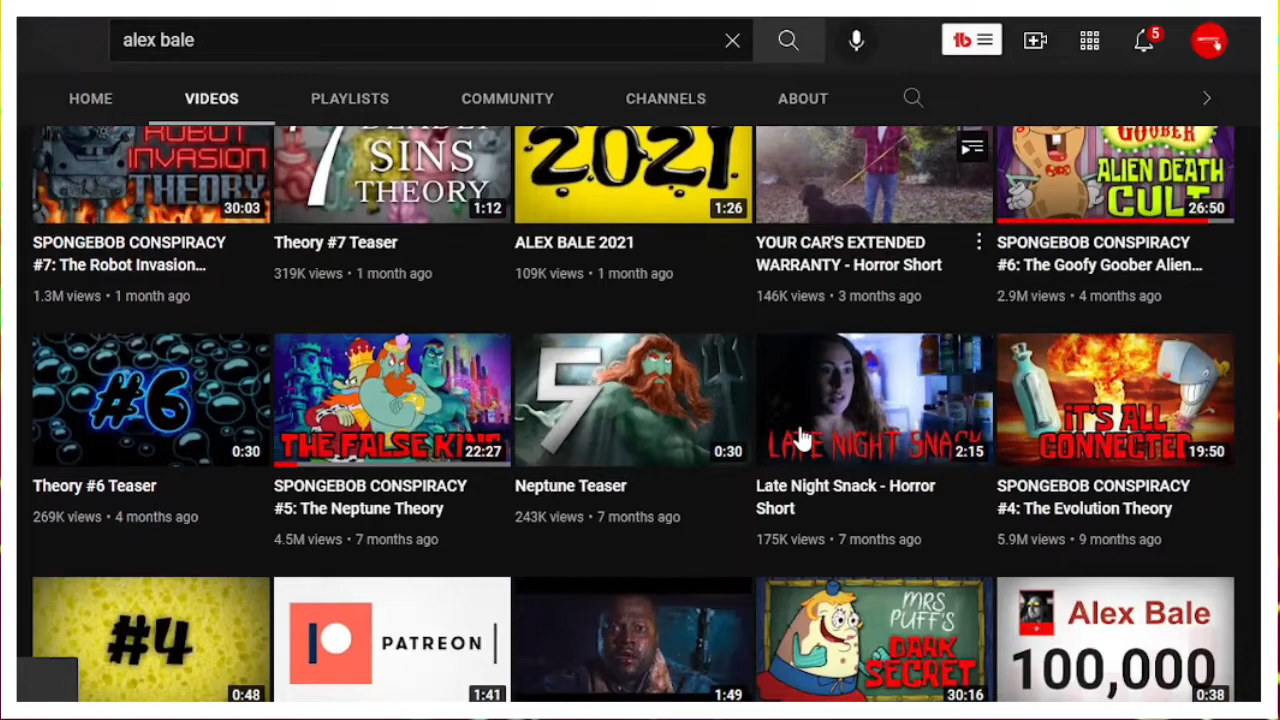 alex bale
5
HOME VIDEOS PLAYLISTS COMMUNITY CHANNELS ABOUT
ROBOT
INVASION
THEORY
30:03
7 DEADLY
SINS
THEORY
1:12
2021
1:26
GOOBER
ALIEN DEATH
CULT
26:50
SPONGEBOB CONSPIRACY
#7: The Robot Invasion...
1.3M views • 1 month ago
Theory #7 Teaser
319K views • 1 month ago
ALEX BALE 2021
109K views • 1 month ago
YOUR CAR'S EXTENDED
WARRANTY - Horror Short
146K views • 3 months ago
SPONGEBOB CONSPIRACY
#6: The Goofy Goober Alien...
2.9M views • 4 months ago
#6
0:30
THE FALSE KING
22:27
5
0:30
LATE NIGHT SNACK
2:15
IT'S ALL
CONNECTED
19:50
Theory #6 Teaser
269K views • 4 months ago
SPONGEBOB CONSPIRACY
#5: The Neptune Theory
4.5M views • 7 months ago
Neptune Teaser
243K views • 7 months ago
Late Night Snack - Horror
Short
175K views • 7 months ago
SPONGEBOB CONSPIRACY
#4: The Evolution Theory
5.9M views • 9 months ago
#4
0:48
PATREON
1:41
1:49
MRS
PUFF'S
DARK
SECRET
30:16
Alex Bale
100,000
0:38